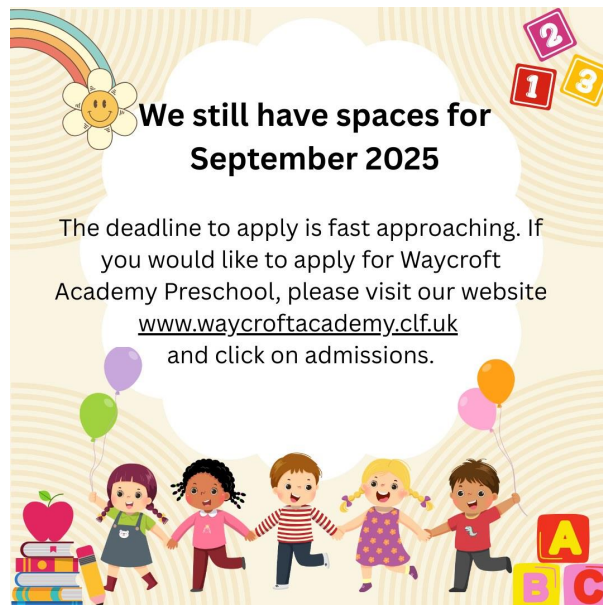 We still have spaces for
September 2025
The deadline to apply is fast approaching. If
you would like to apply for Waycroft
Academy Preschool, please visit our website
www.waycroftacademy.clf.uk
and click on admissions.
2
1
3
A
B
C